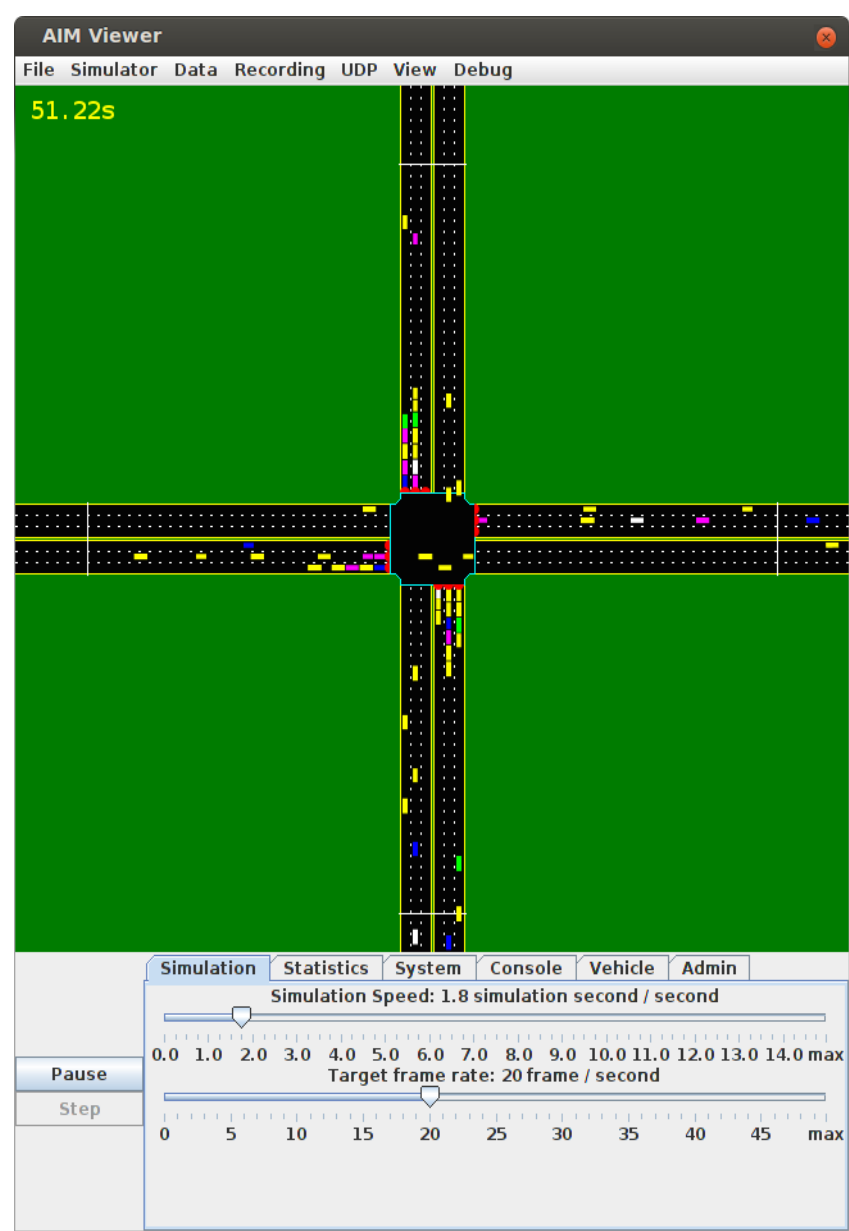 AIM Viewer
File Simulator Data Recording UDP View Debug
51.22s
Simulation Statistics System Console Vehicle Admin
Simulation Speed: 1.8 simulation second / second
0.0 1.0 2.0 3.0 4.0 5.0 6.0 7.0 8.0 9.0 10.0 11.0 12.0 13.0 14.0 max
Pause
Target frame rate: 20 frame / second
Step
0 5 10 15 20 25 30 35 40 45 max